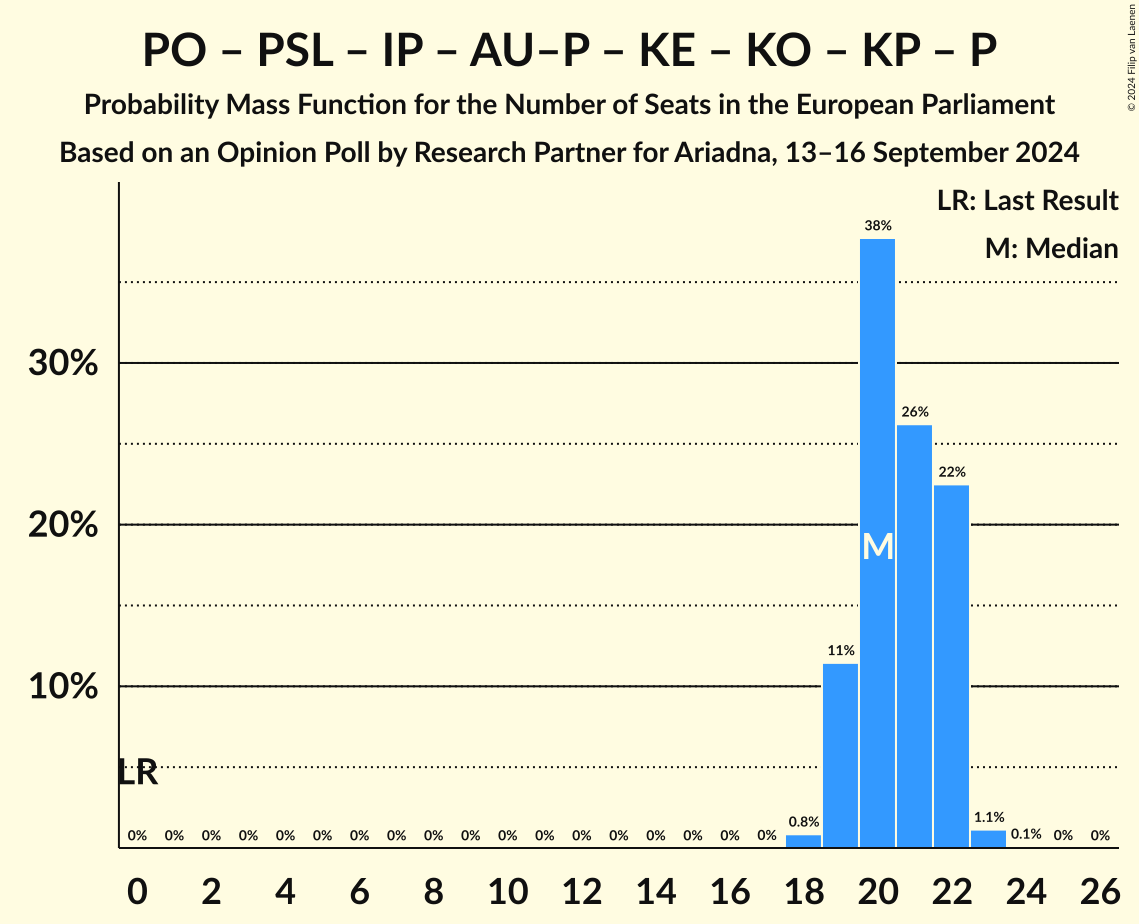 PO – PSL – IP – AU–P – KE – KO – KP – P
Probability Mass Function for the Number of Seats in the European Parliament
Based on an Opinion Poll by Research Partner for Ariadna, 13–16 September 2024
© 2024 Filip van Laenen
LR: Last Result
M: Median
38%
30%
26%
22%
20%
M
11%
10%
LR
0% 0% 0% 0% 0% 0% 0% 0% 0% 0% 0% 0% 0% 0% 0% 0% 0% 0% 0.8% 1.1% 0.1% 0% 0%
0 2 4 6 8 10 12 14 16 18 20 22 24 26